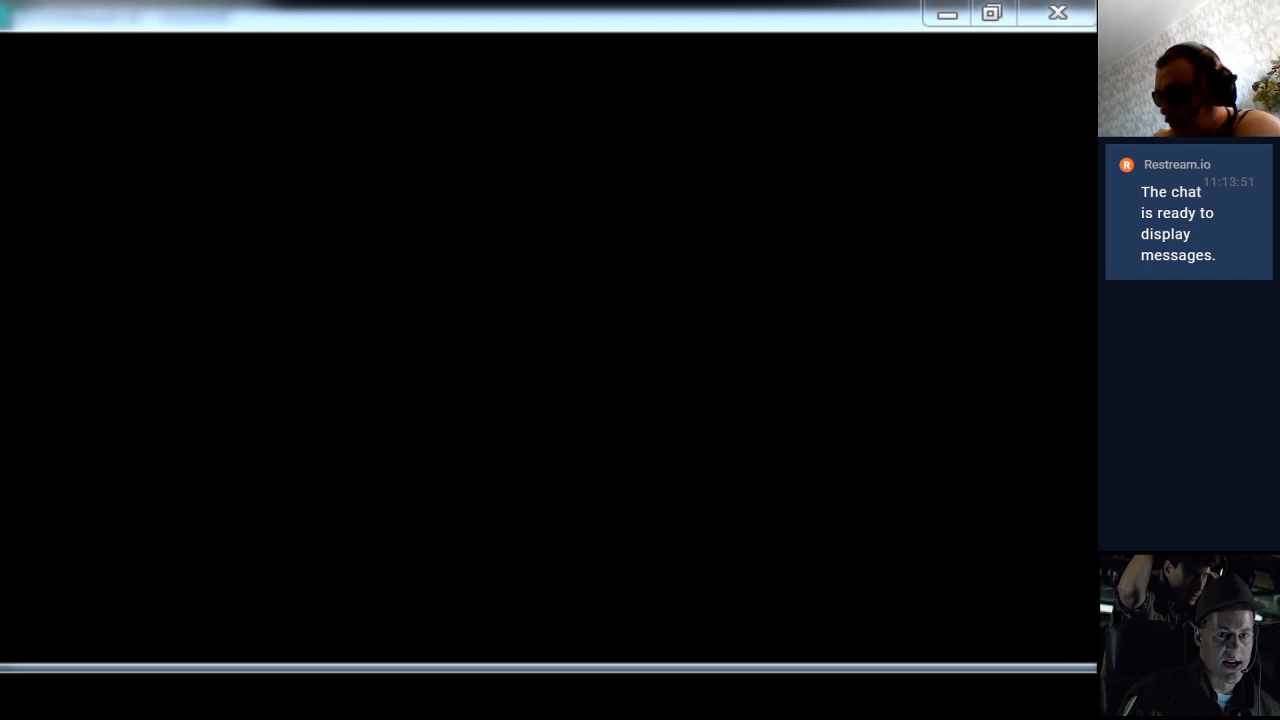 Restream.io
11:13:51
The chat
is ready to
display
messages.